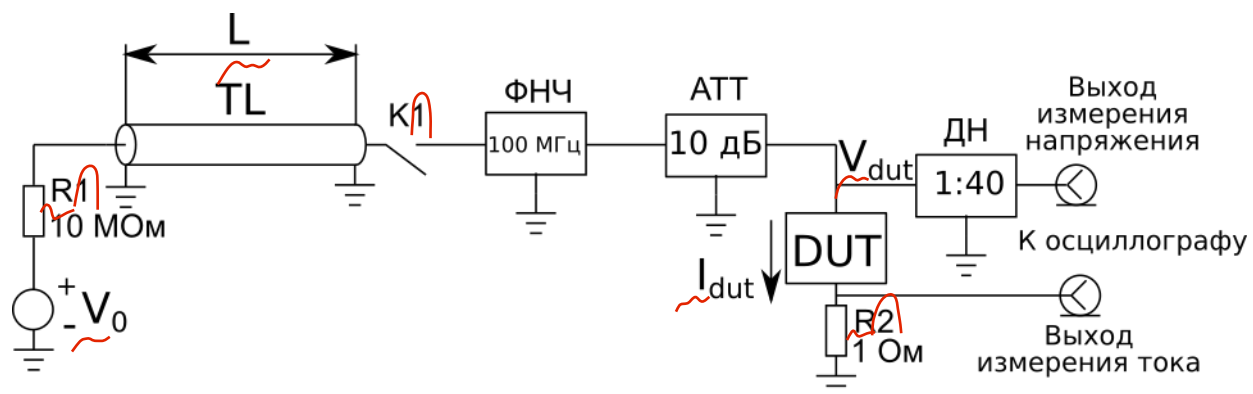 L
TL
K1
ФНЧ
100 МГц
АТТ
10 дБ
V dut
ДН
1:40
Выход
измерения
напряжения
R1
10 МОм
+
-
V0
I dut
DUT
К осциллографу
R2
1 Ом
Выход
измерения тока